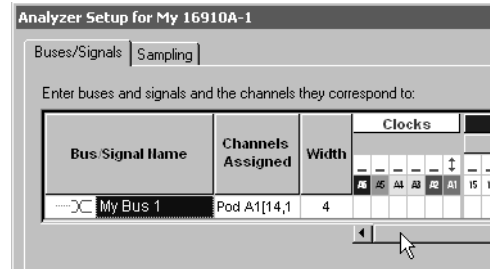 Analyzer Setup for My 16910A-1
Buses/Signals Sampling
Enter buses and signals and the channels they correspond to:
Bus/Signal Name Channels Assigned Width Clocks
A6 A5 A4 A3 A2 A1 15
My Bus 1 Pod A1[14,1 4